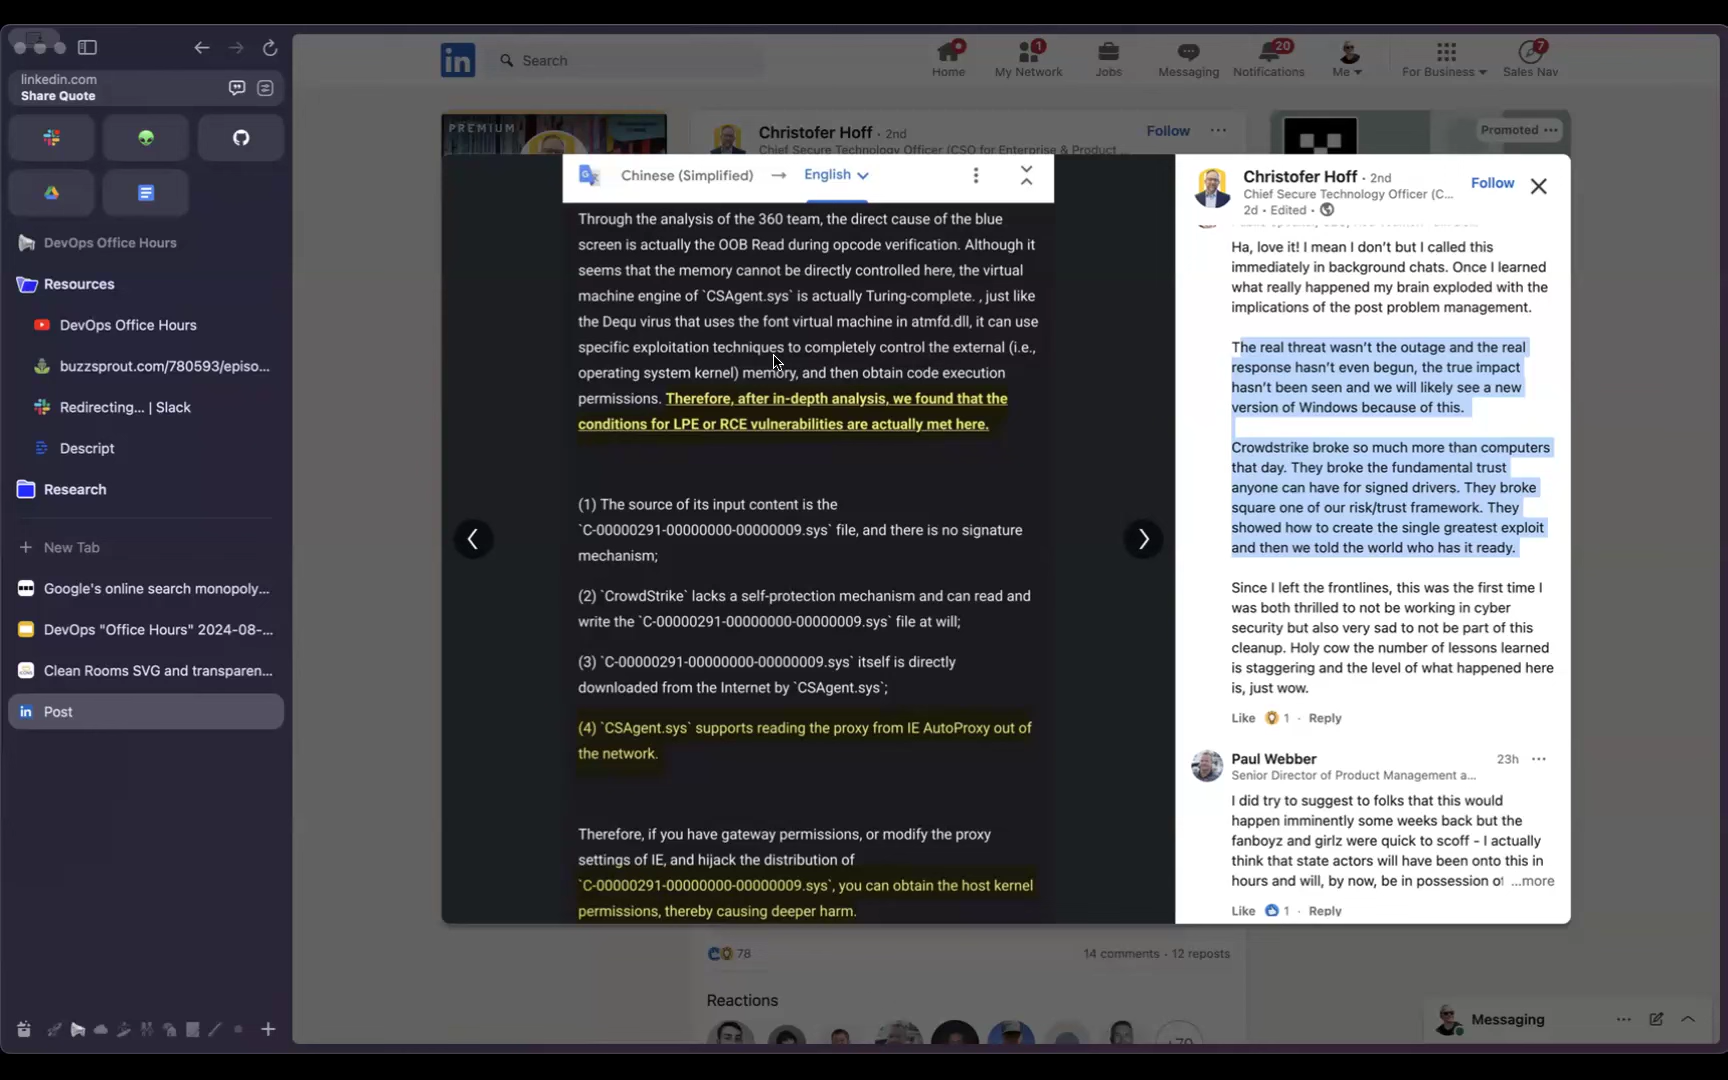 linkedin.com
Share Quote
DevOps Office Hours
Resources
DevOps Office Hours
buzzsprout.com/780593/episo...
Redirecting... | Slack
Descript
Research
New Tab
Google's online search monopoly...
DevOps "Office Hours" 2024-08-...
Clean Rooms SVG and transparen...
Post
Search
Home
1
My Network
Jobs
Messaging
20
Notifications
Me
For Business
7
Sales Nav
PREMIUM
Christofer Hoff · 2nd
Chief Secure Technology Officer (CSO for Enterprise & Product ...
Follow
Promoted
Chinese (Simplified) → English
Through the analysis of the 360 team, the direct cause of the blue
screen is actually the OOB Read during opcode verification. Although it
seems that the memory cannot be directly controlled here, the virtual
machine engine of `CSAgent.sys` is actually Turing-complete. , just like
the Dequ virus that uses the font virtual machine in atmfd.dll, it can use
specific exploitation techniques to completely control the external (i.e.,
operating system kernel) memory, and then obtain code execution
permissions. Therefore, after in-depth analysis, we found that the
conditions for LPE or RCE vulnerabilities are actually met here.
(1) The source of its input content is the
`C-00000291-00000000-00000009.sys` file, and there is no signature
mechanism;
(2) `CrowdStrike` lacks a self-protection mechanism and can read and
write the `C-00000291-00000000-00000009.sys` file at will;
(3) `C-00000291-00000000-00000009.sys` itself is directly
downloaded from the Internet by `CSAgent.sys`;
(4) `CSAgent.sys` supports reading the proxy from IE AutoProxy out of
the network.
Therefore, if you have gateway permissions, or modify the proxy
settings of IE, and hijack the distribution of
`C-00000291-00000000-00000009.sys`, you can obtain the host kernel
permissions, thereby causing deeper harm.
Christofer Hoff · 2nd
Chief Secure Technology Officer (C...
2d · Edited ·
Follow
Ha, love it! I mean I don't but I called this
immediately in background chats. Once I learned
what really happened my brain exploded with the
implications of the post problem management.
The real threat wasn't the outage and the real
response hasn't even begun, the true impact
hasn't been seen and we will likely see a new
version of Windows because of this.
Crowdstrike broke so much more than computers
that day. They broke the fundamental trust
anyone can have for signed drivers. They broke
square one of our risk/trust framework. They
showed how to create the single greatest exploit
and then we told the world who has it ready.
Since I left the frontlines, this was the first time I
was both thrilled to not be working in cyber
security but also very sad to not be part of this
cleanup. Holy cow the number of lessons learned
is staggering and the level of what happened here
is, just wow.
Like 1 · Reply
Paul Webber
23h
Senior Director of Product Management a...
I did try to suggest to folks that this would
happen imminently some weeks back but the
fanboyz and girlz were quick to scoff - I actually
think that state actors will have been onto this in
hours and will, by now, be in possession of ...more
Like 1 · Reply
78
14 comments · 12 reposts
Reactions
+70
Messaging